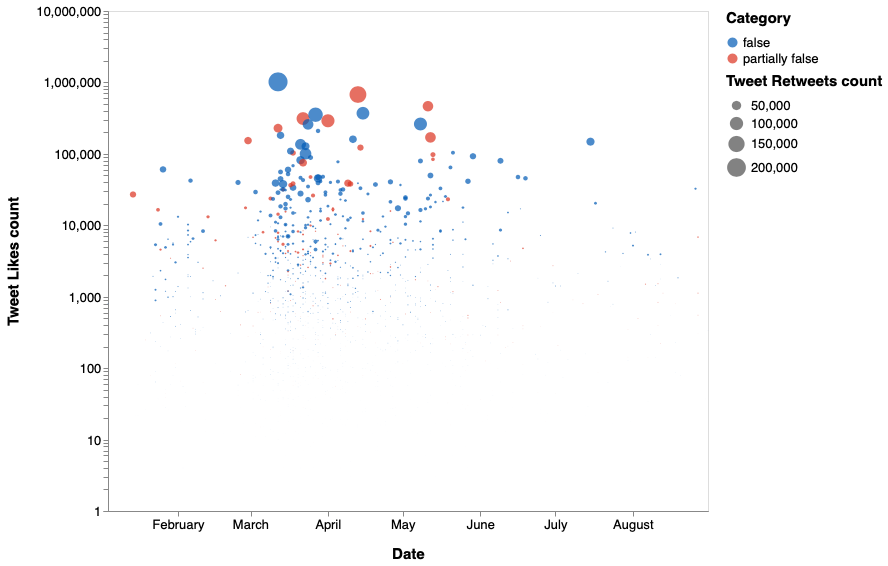 10,000,000
1,000,000
100,000
10,000
1,000
100
10
1
Tweet Likes count
February March April May June July August
Date
Category
false
partially false
Tweet Retweets count
50,000
100,000
150,000
200,000